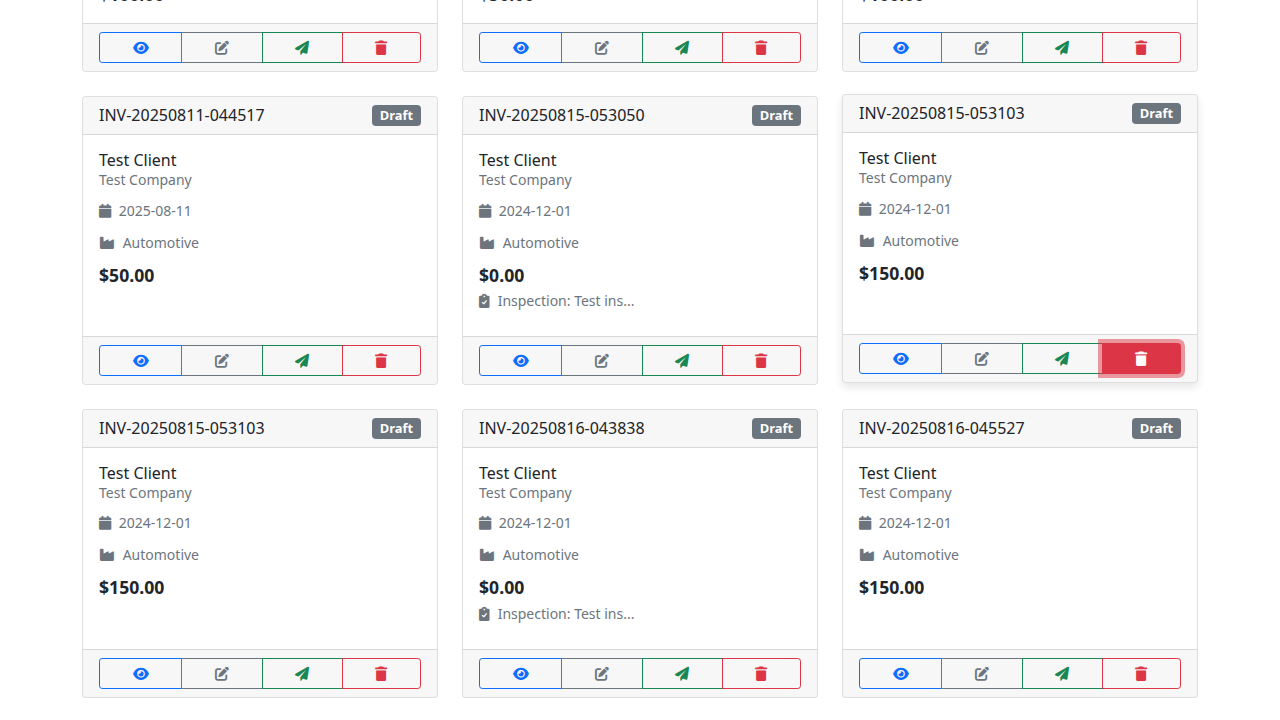 INV-20250811-044517 Draft
Test Client
Test Company
2025-08-11
Automotive
$50.00
INV-20250815-053050 Draft
Test Client
Test Company
2024-12-01
Automotive
$0.00
Inspection: Test ins...
INV-20250815-053103 Draft
Test Client
Test Company
2024-12-01
Automotive
$150.00
INV-20250815-053103 Draft
Test Client
Test Company
2024-12-01
Automotive
$150.00
INV-20250816-043838 Draft
Test Client
Test Company
2024-12-01
Automotive
$0.00
Inspection: Test ins...
INV-20250816-045527 Draft
Test Client
Test Company
2024-12-01
Automotive
$150.00